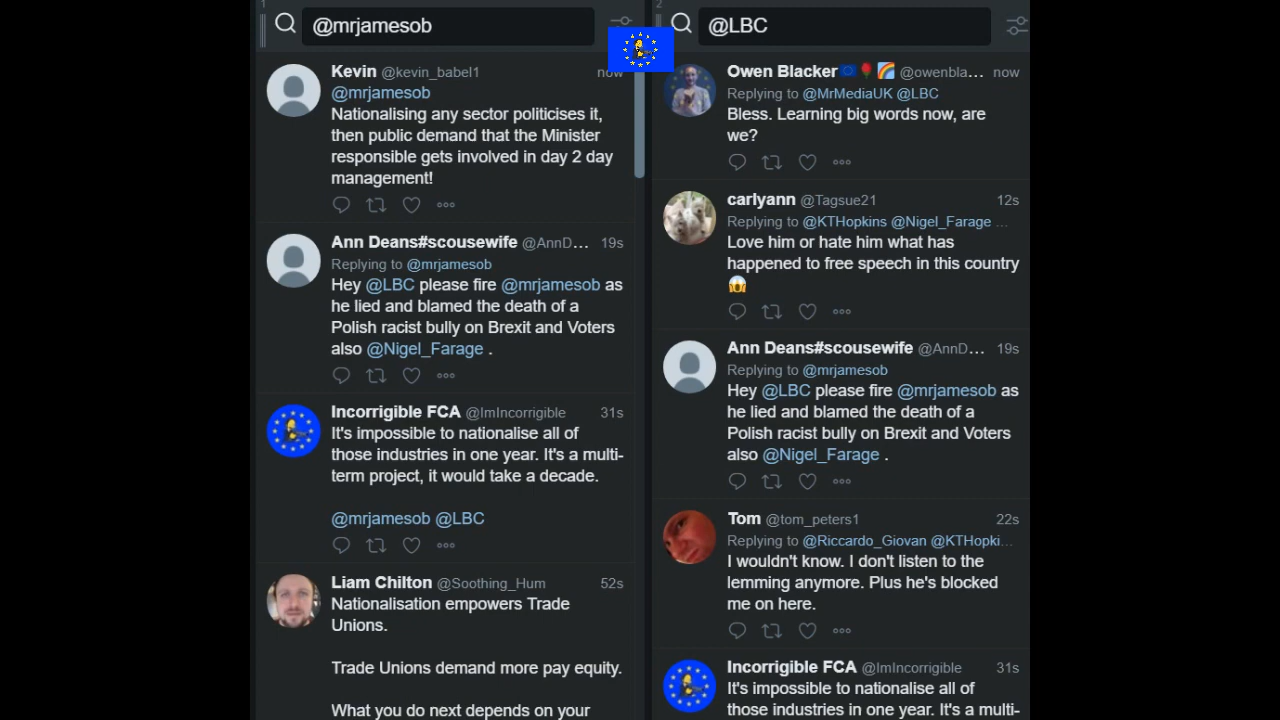 1
@mrjamesob
Kevin @kevin_babel1 now
@mrjamesob
Nationalising any sector politicises it,
then public demand that the Minister
responsible gets involved in day 2 day
management!
Ann Deans#scousewife @AnnD... 19s
Replying to @mrjamesob
Hey @LBC please fire @mrjamesob as
he lied and blamed the death of a
Polish racist bully on Brexit and Voters
also @Nigel_Farage .
Incorrigible FCA @ImIncorrigible 31s
It's impossible to nationalise all of
those industries in one year. It's a multi-
term project, it would take a decade.
@mrjamesob @LBC
Liam Chilton @Soothing_Hum 52s
Nationalisation empowers Trade
Unions.
Trade Unions demand more pay equity.
What you do next depends on your
2
@LBC
Owen Blacker🇪🇺🌹🌈 @owenbla... now
Replying to @MrMediaUK @LBC
Bless. Learning big words now, are
we?
carlyann @Tagsue21 12s
Replying to @KTHopkins @Nigel_Farage ...
Love him or hate him what has
happened to free speech in this country
😱
Ann Deans#scousewife @AnnD... 19s
Replying to @mrjamesob
Hey @LBC please fire @mrjamesob as
he lied and blamed the death of a
Polish racist bully on Brexit and Voters
also @Nigel_Farage .
Tom @tom_peters1 22s
Replying to @Riccardo_Giovan @KTHopki...
I wouldn't know. I don't listen to the
lemming anymore. Plus he's blocked
me on here.
Incorrigible FCA @ImIncorrigible 31s
It's impossible to nationalise all of
those industries in one year. It's a multi-